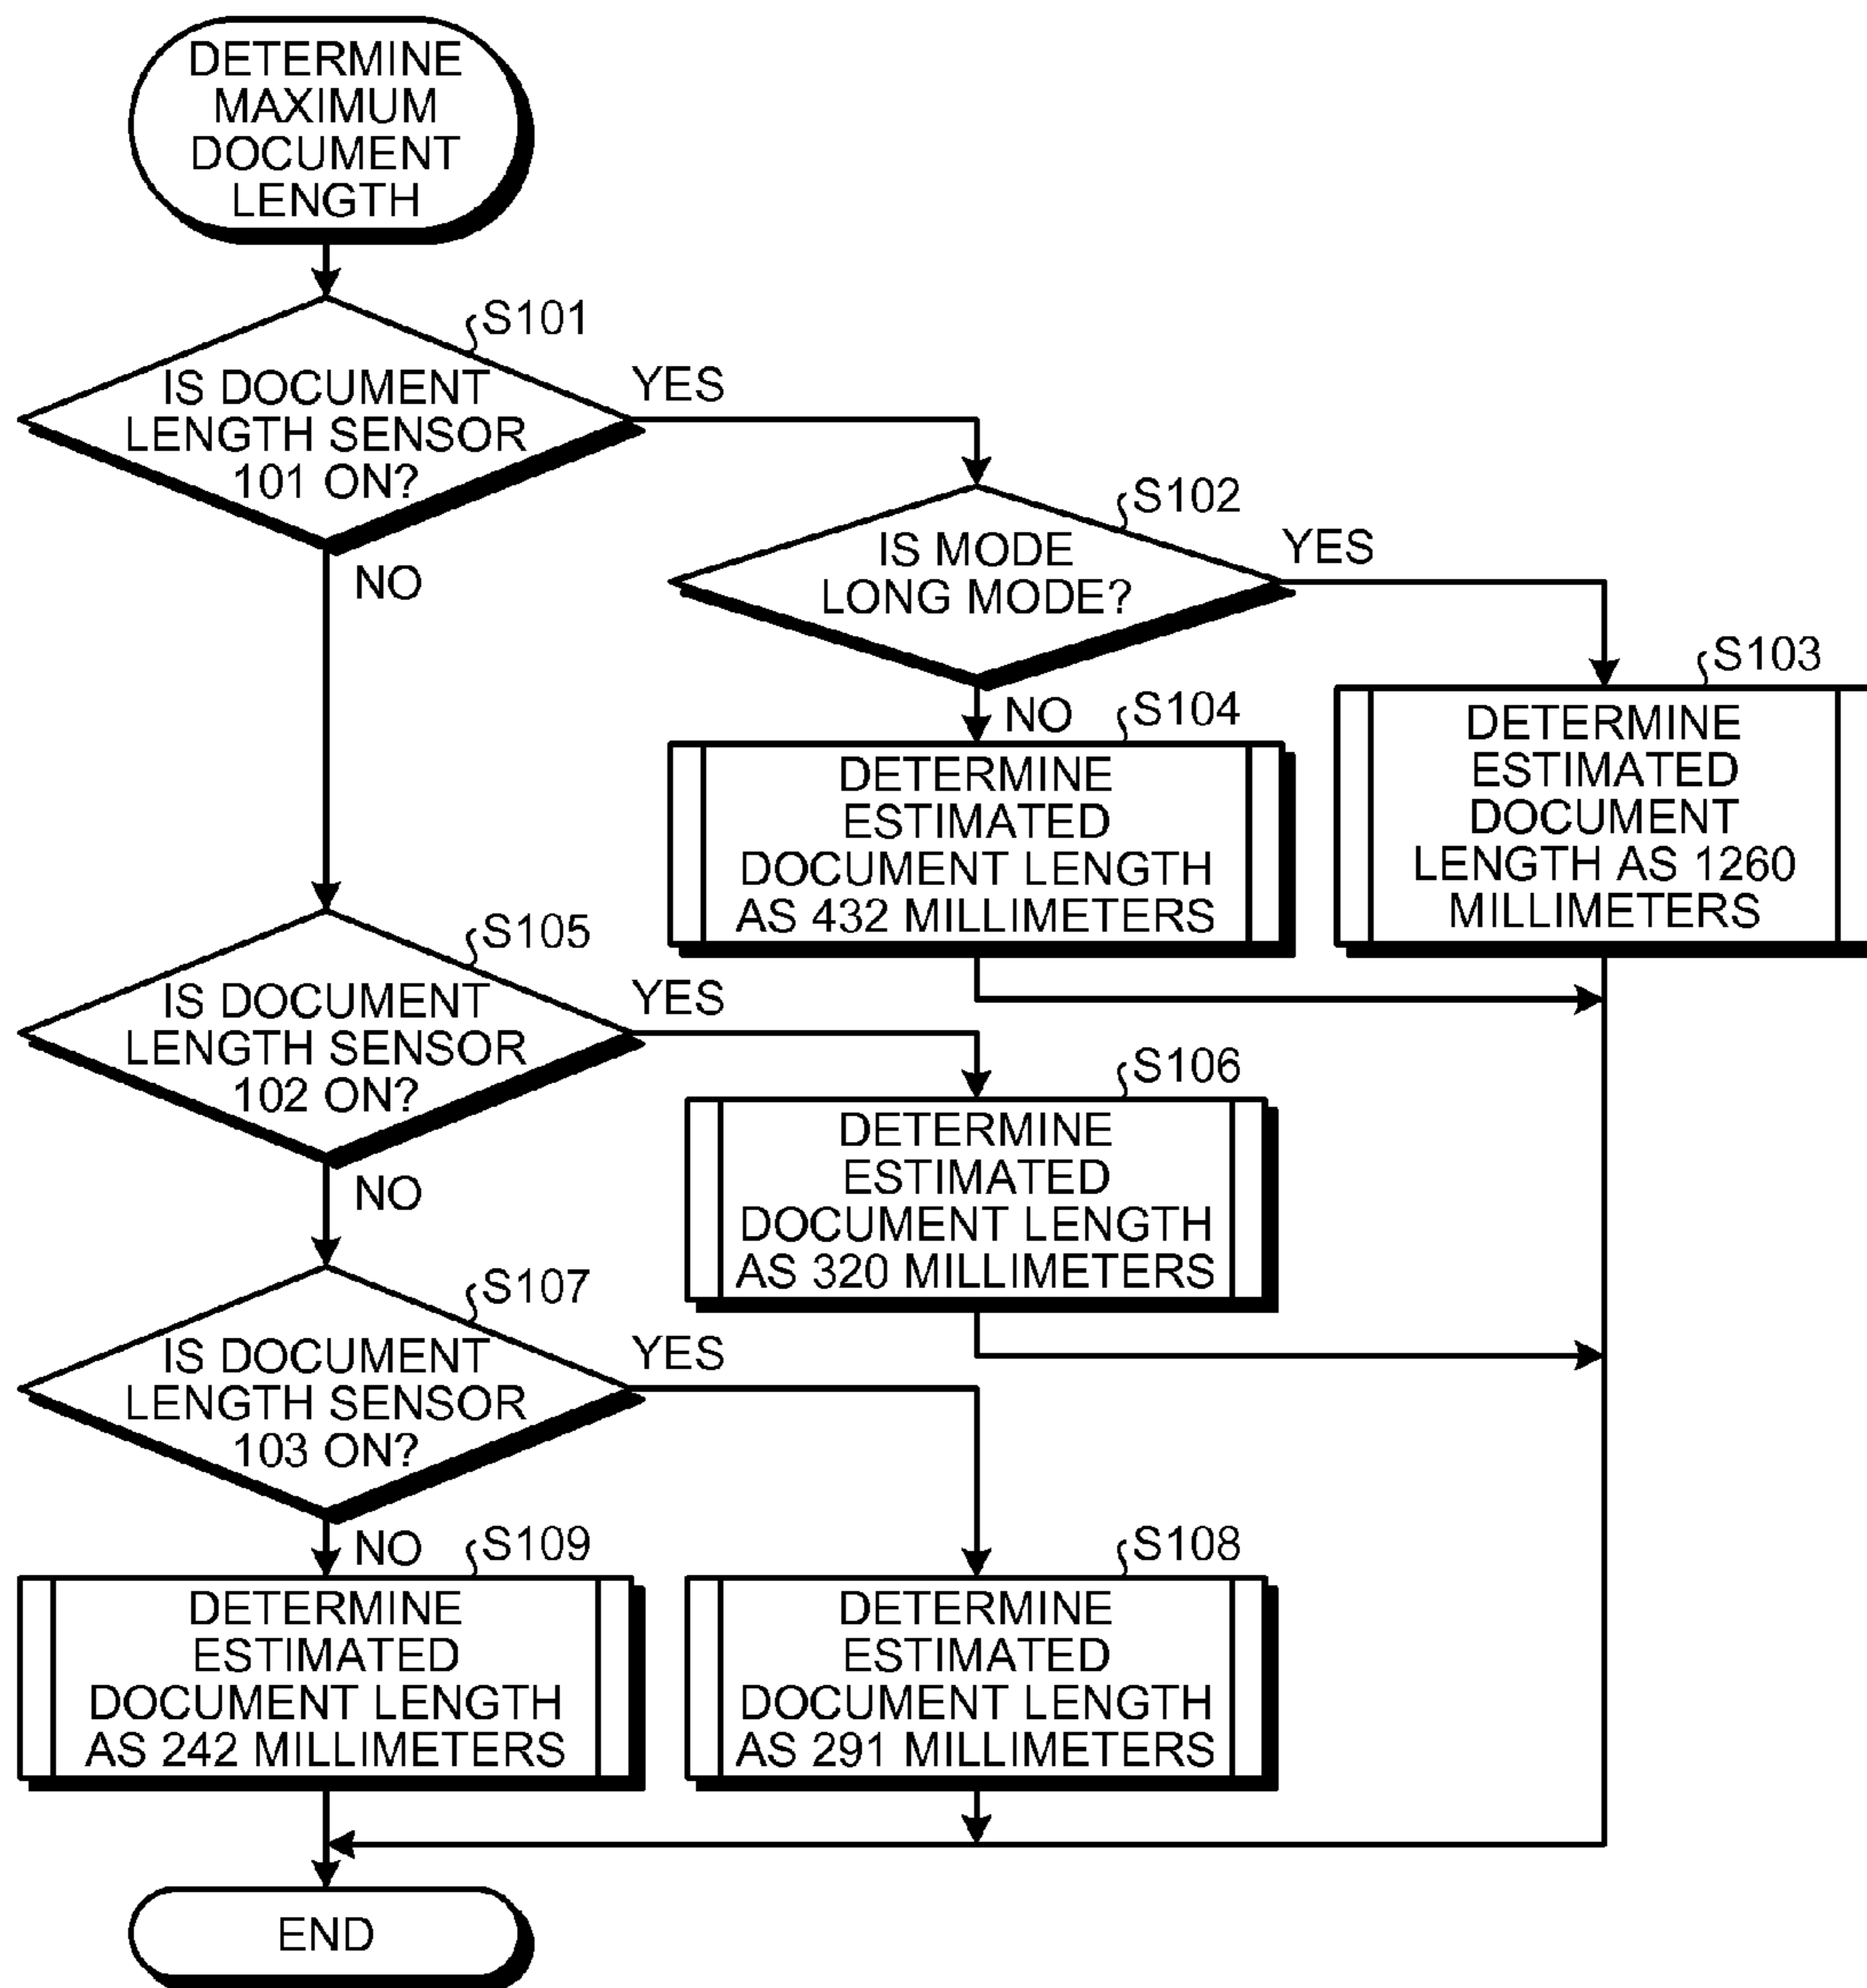 DETERMINE
MAXIMUM
DOCUMENT
LENGTH
S101
IS DOCUMENT
LENGTH SENSOR
101 ON?
YES
NO
S102
IS MODE
LONG MODE?
YES
NO
S103
DETERMINE
ESTIMATED
DOCUMENT
LENGTH AS 1260
MILLIMETERS
S104
DETERMINE
ESTIMATED
DOCUMENT LENGTH
AS 432 MILLIMETERS
S105
IS DOCUMENT
LENGTH SENSOR
102 ON?
YES
NO
S106
DETERMINE
ESTIMATED
DOCUMENT LENGTH
AS 320 MILLIMETERS
S107
IS DOCUMENT
LENGTH SENSOR
103 ON?
YES
NO
S109
DETERMINE
ESTIMATED
DOCUMENT LENGTH
AS 242 MILLIMETERS
S108
DETERMINE
ESTIMATED
DOCUMENT LENGTH
AS 291 MILLIMETERS
END